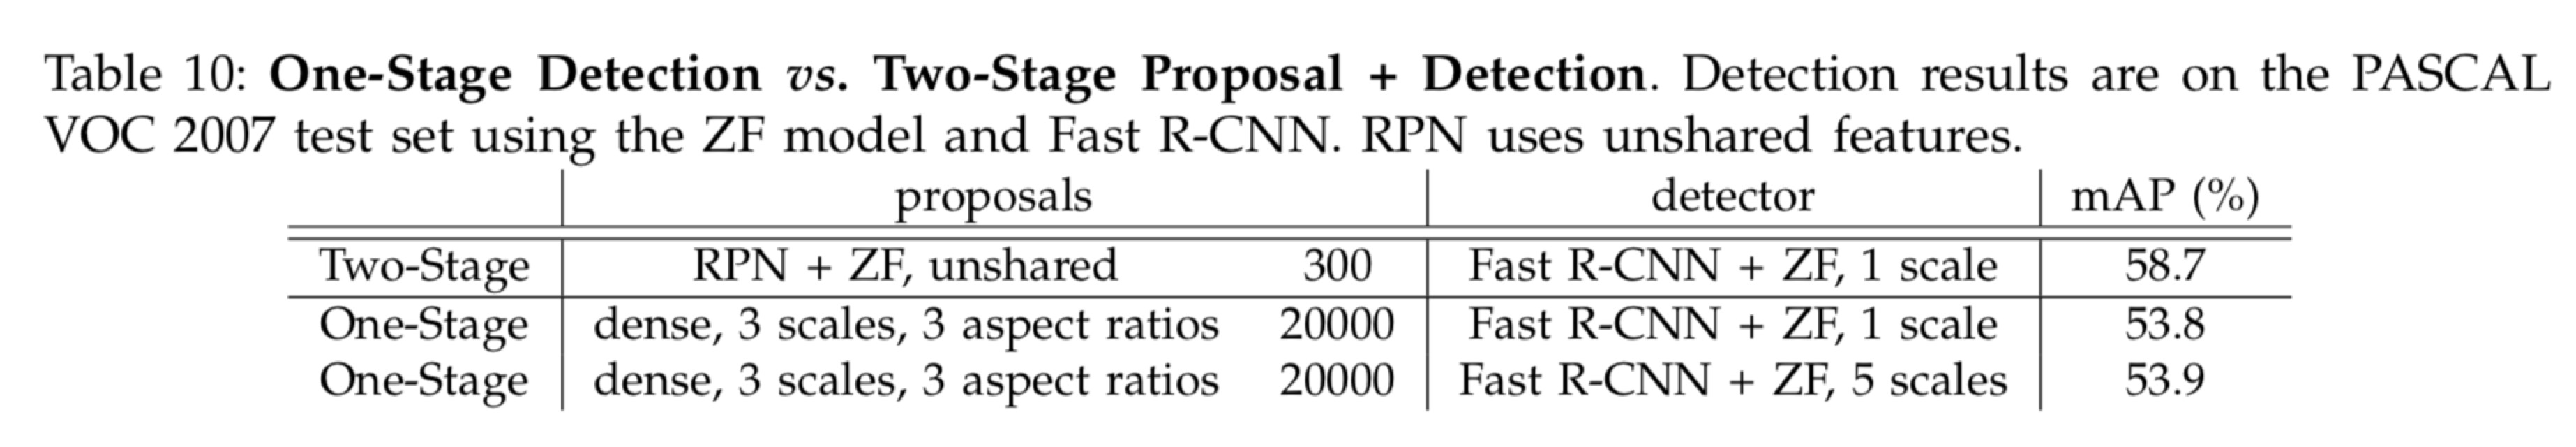 Table 10: One-Stage Detection vs. Two-Stage Proposal + Detection. Detection results are on the PASCAL
VOC 2007 test set using the ZF model and Fast R-CNN. RPN uses unshared features.
proposals detector mAP (%)
Two-Stage RPN + ZF, unshared 300 Fast R-CNN + ZF, 1 scale 58.7
One-Stage dense, 3 scales, 3 aspect ratios 20000 Fast R-CNN + ZF, 1 scale 53.8
One-Stage dense, 3 scales, 3 aspect ratios 20000 Fast R-CNN + ZF, 5 scales 53.9